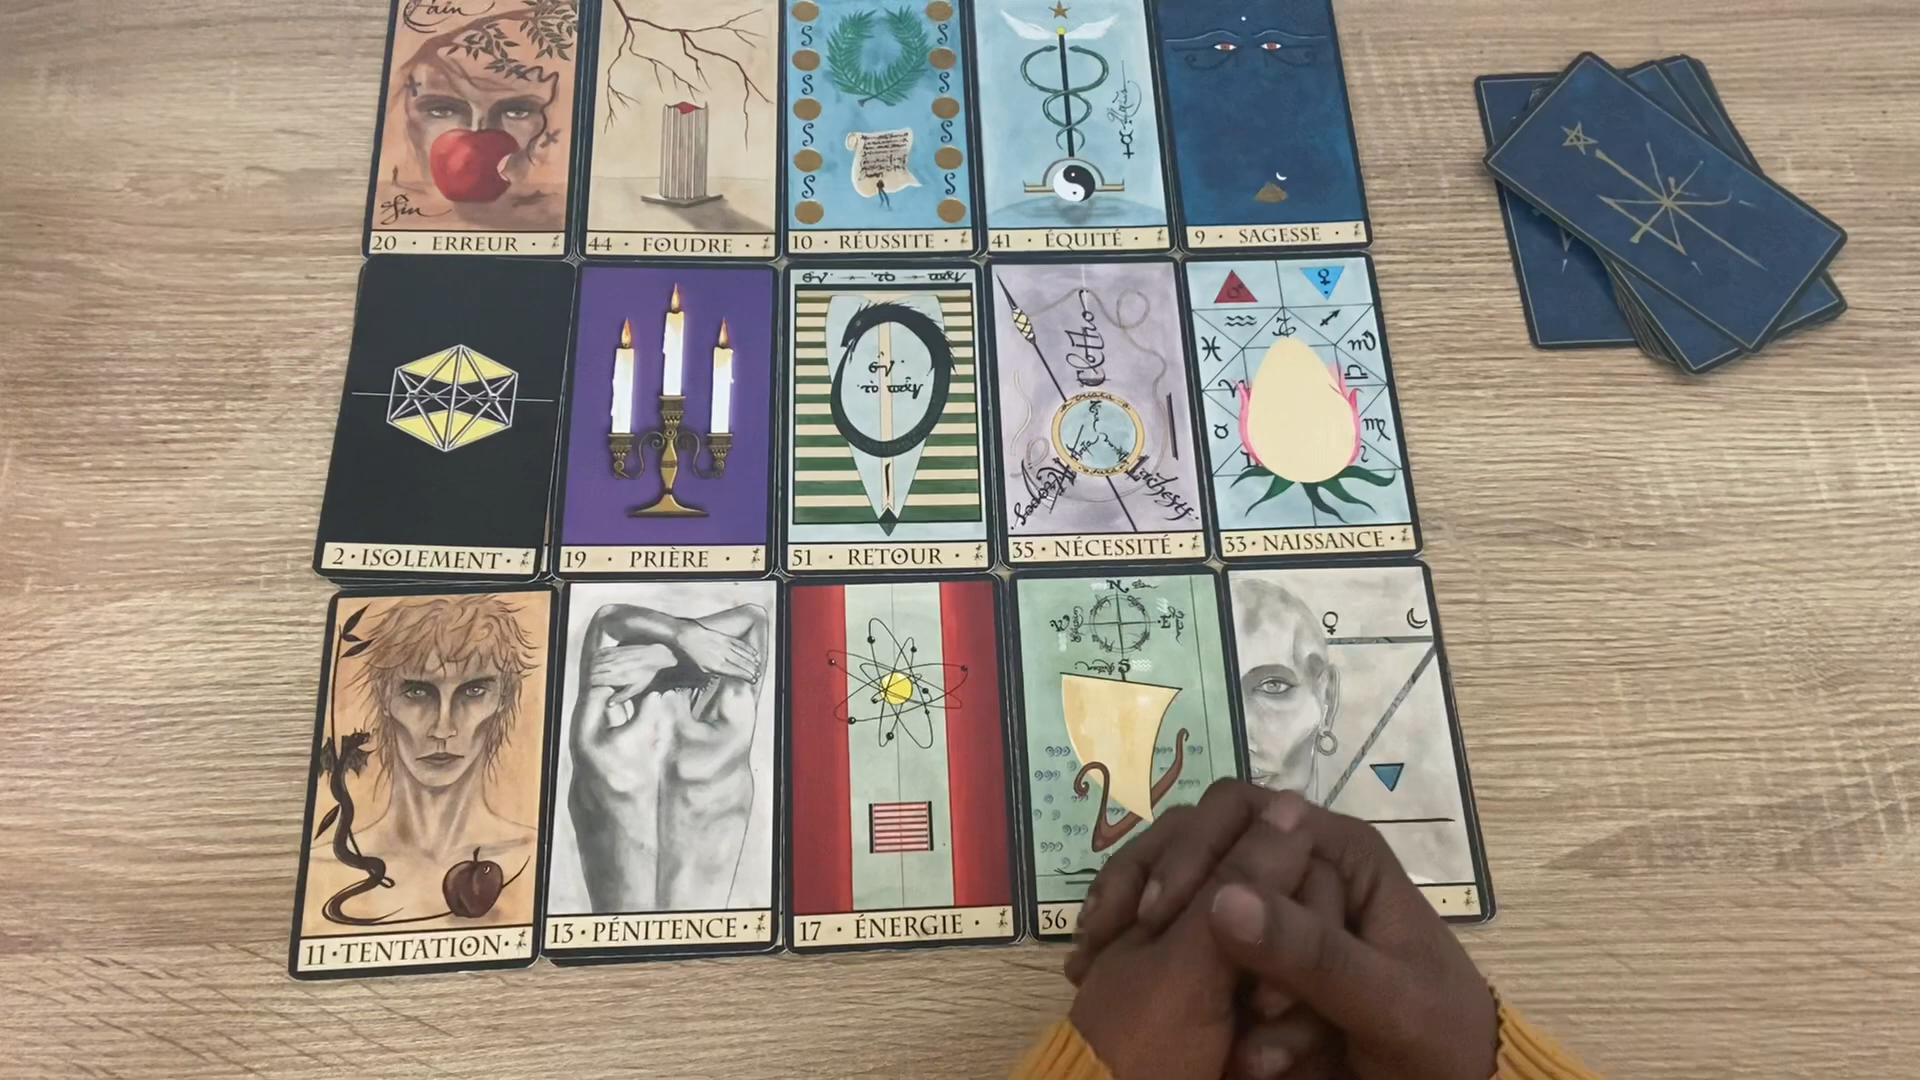 20 · ERREUR ·
44 · FOUDRE ·
10 · RÉUSSITE ·
41 · ÉQUITÉ ·
9 · SAGESSE ·
2 · ISOLEMENT ·
19 · PRIÈRE ·
51 · RETOUR ·
Clotho
Atropos
Lachesis
35 · NÉCESSITÉ ·
33 · NAISSANCE ·
11 · TENTATION ·
13 · PÉNITENCE ·
17 · ÉNERGIE ·
N
S
36